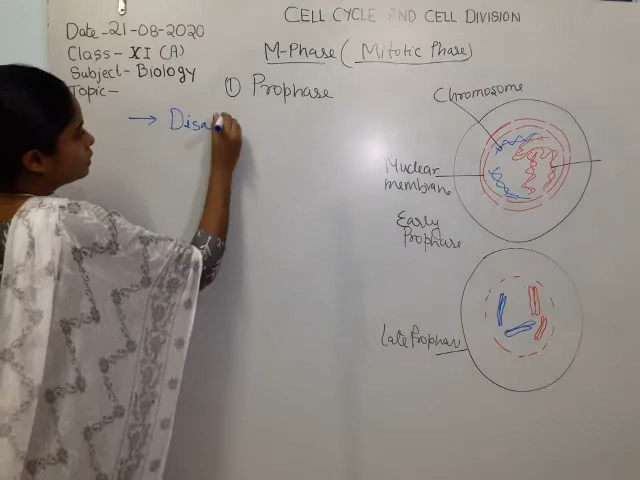 CELL CYCLE AND CELL DIVISION
Date-21-08-2020
Class- XI (A)
Subject- Biology
Topic-
M-Phase ( Mitotic Phase)
① Prophase
→ Disa
Chromosome
Nuclear
membrane
Early
Prophase
Late Prophase